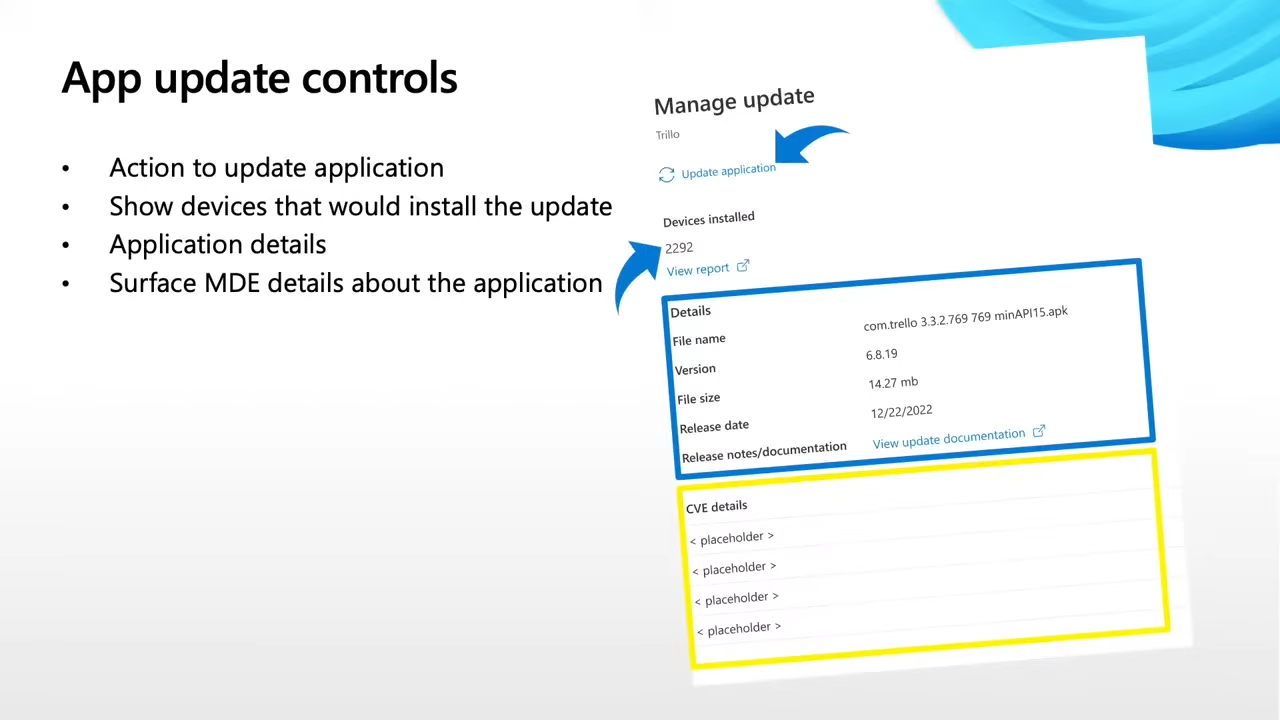 App update controls
• Action to update application
• Show devices that would install the update
• Application details
• Surface MDE details about the application
Manage update
Trillo
Update application
Devices installed
2292
View report
Details
File name com.trello 3.3.2.769 769 minAPI15.apk
Version 6.8.19
File size 14.27 mb
Release date 12/22/2022
Release notes/documentation View update documentation
CVE details
< placeholder >
< placeholder >
< placeholder >
< placeholder >